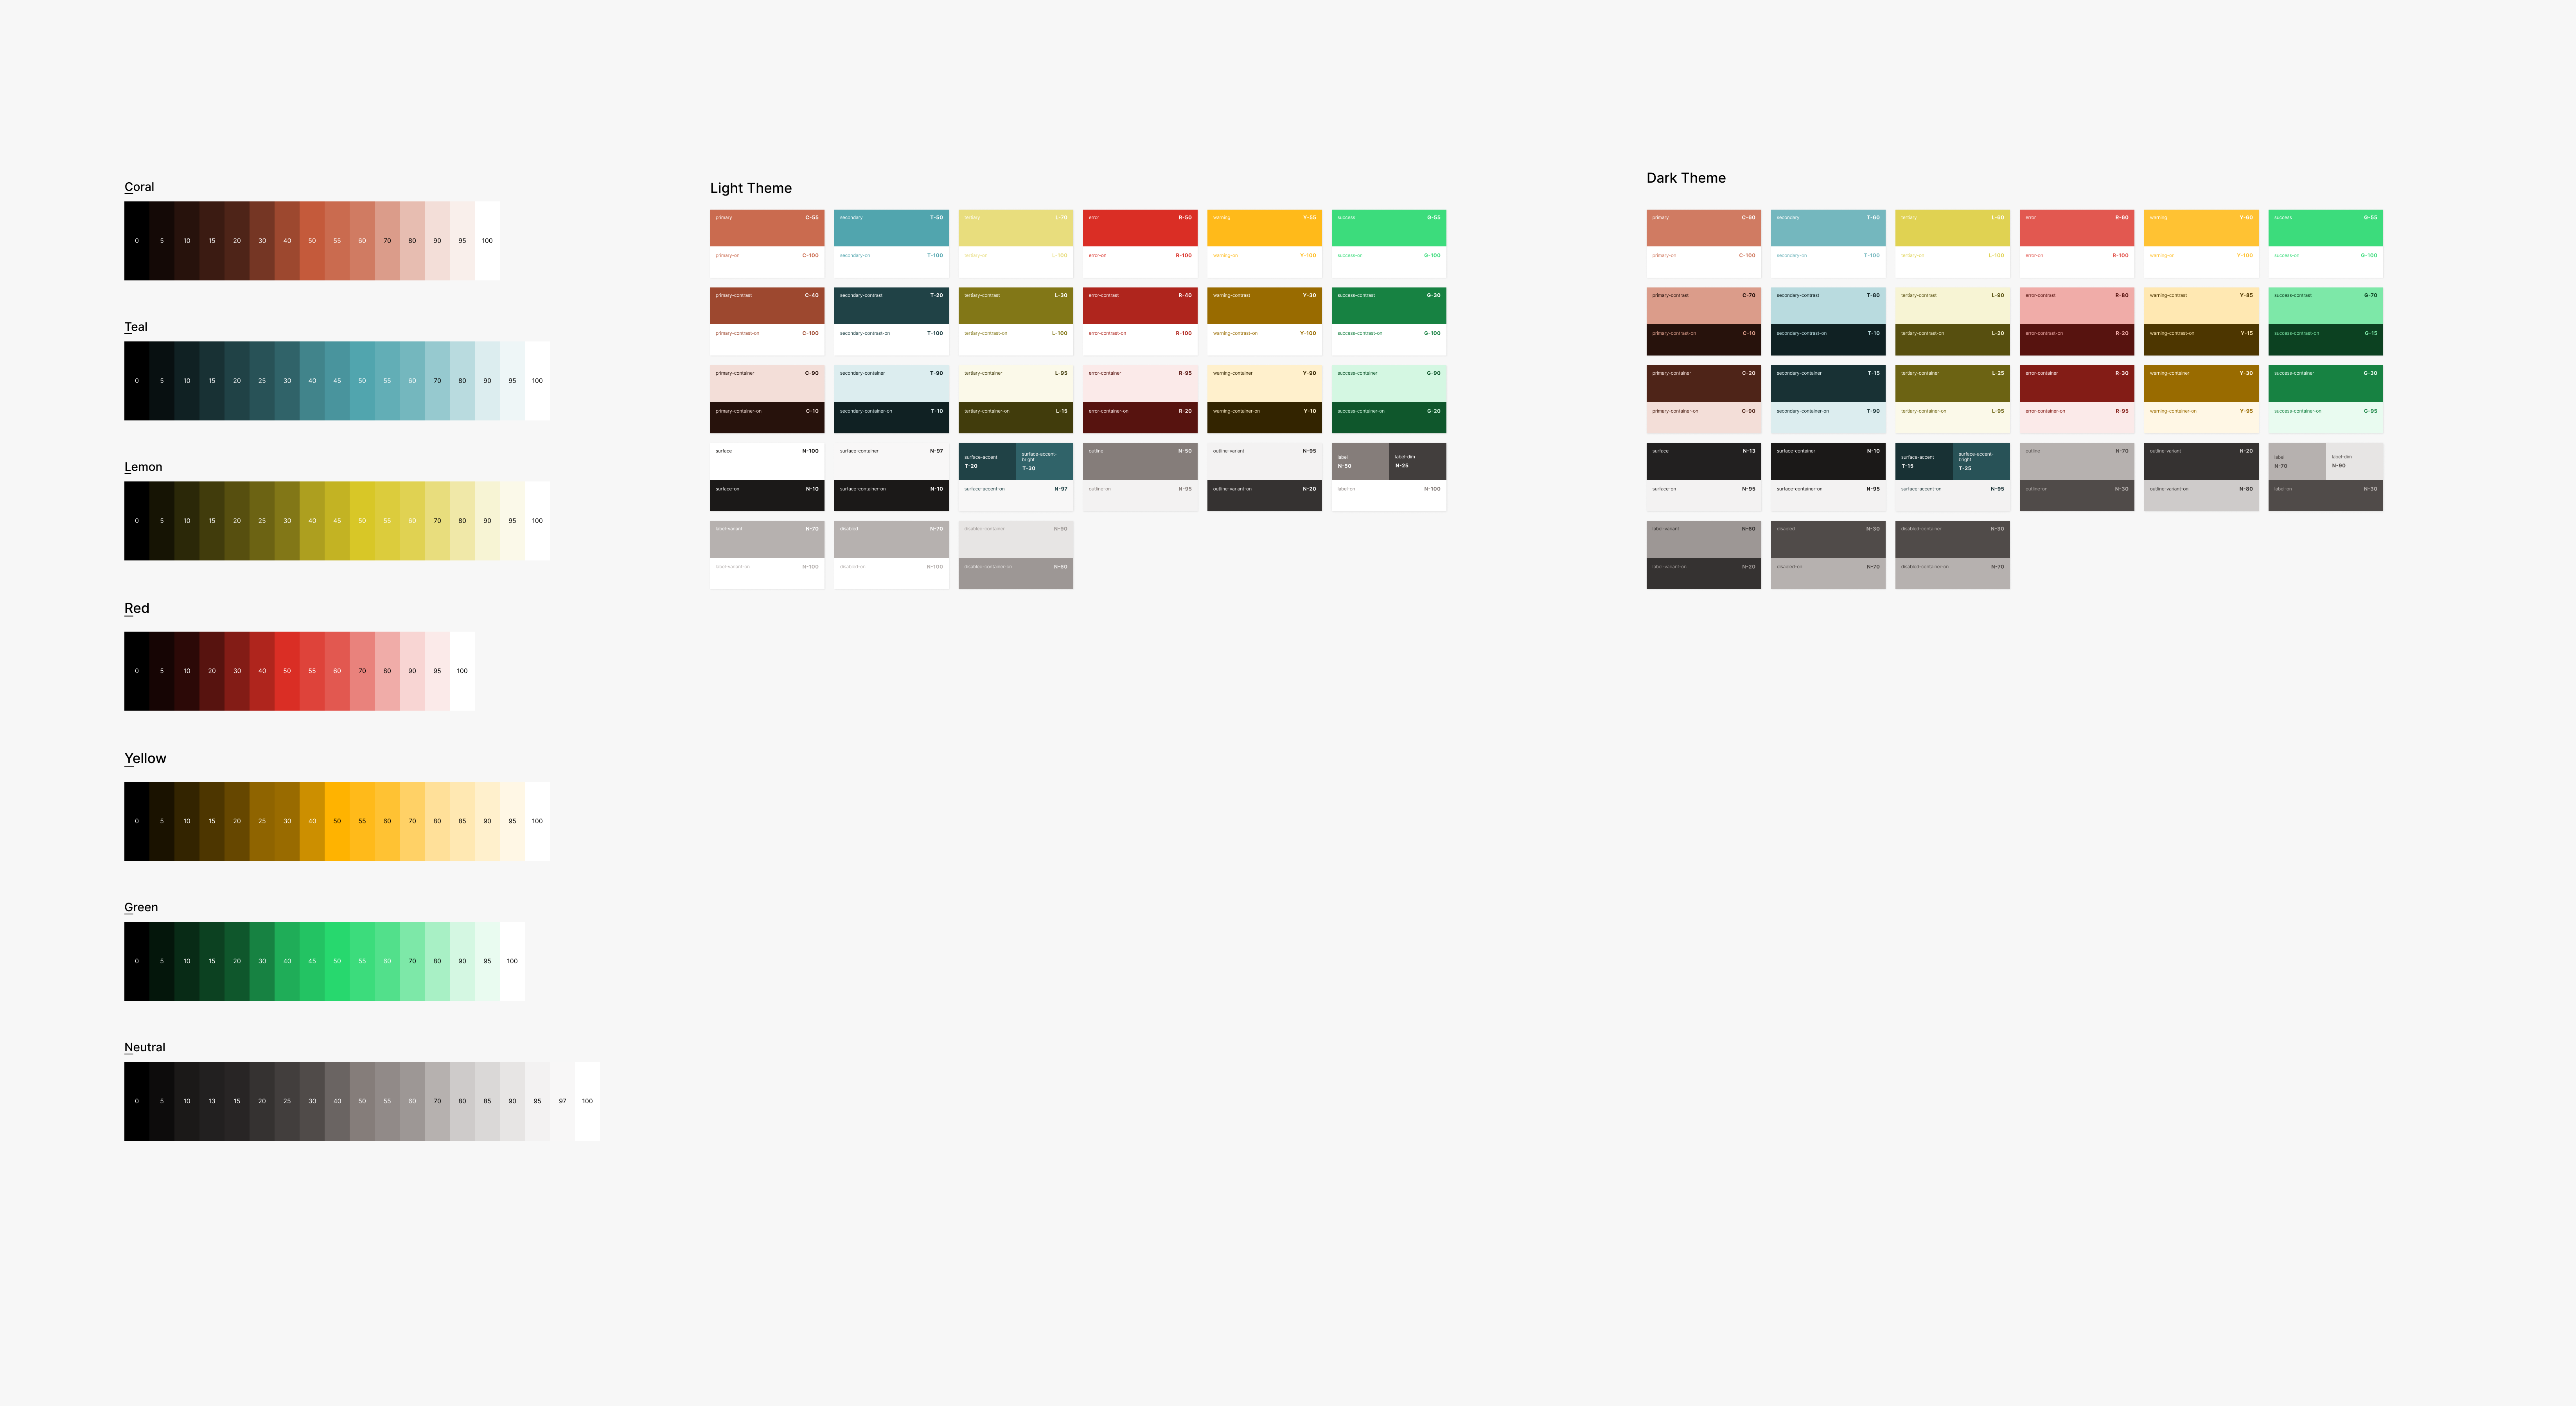 Coral
0 5 10 15 20 30 40 50 55 60 70 80 90 95 100
Teal
0 5 10 15 20 25 30 40 45 50 55 60 70 80 90 95 100
Lemon
0 5 10 15 20 25 30 40 45 50 55 60 70 80 90 95 100
Red
0 5 10 20 30 40 50 55 60 70 80 90 95 100
Yellow
0 5 10 15 20 25 30 40 50 55 60 70 80 85 90 95 100
Green
0 5 10 15 20 30 40 45 50 55 60 70 80 90 95 100
Neutral
0 5 10 13 15 20 25 30 40 50 55 60 70 80 85 90 95 97 100
Light Theme
primary C-55 secondary T-50 tertiary L-70 error R-50 warning Y-55 success G-55
primary-on C-100 secondary-on T-100 tertiary-on L-100 error-on R-100 warning-on Y-100 success-on G-100
primary-contrast C-40 secondary-contrast T-20 tertiary-contrast L-30 error-contrast R-40 warning-contrast Y-30 success-contrast G-30
primary-contrast-on C-100 secondary-contrast-on T-100 tertiary-contrast-on L-100 error-contrast-on R-100 warning-contrast-on Y-100 success-contrast-on G-100
primary-container C-90 secondary-container T-90 tertiary-container L-95 error-container R-95 warning-container Y-90 success-container G-90
primary-container-on C-10 secondary-container-on T-10 tertiary-container-on L-15 error-container-on R-20 warning-container-on Y-10 success-container-on G-20
surface N-100 surface-container N-97 surface-accent T-20 surface-accent-bright T-30 outline N-50 outline-variant N-95 label N-50 label-dim N-25
surface-on N-10 surface-container-on N-10 surface-accent-on N-97 outline-on N-95 outline-variant-on N-20 label-on N-100
label-variant N-70 disabled N-70 disabled-container N-90
label-variant-on N-100 disabled-on N-100 disabled-container-on N-60
Dark Theme
primary C-60 secondary T-60 tertiary L-60 error R-60 warning Y-60 success G-55
primary-on C-100 secondary-on T-100 tertiary-on L-100 error-on R-100 warning-on Y-100 success-on G-100
primary-contrast C-70 secondary-contrast T-80 tertiary-contrast L-90 error-contrast R-80 warning-contrast Y-85 success-contrast G-70
primary-contrast-on C-10 secondary-contrast-on T-10 tertiary-contrast-on L-20 error-contrast-on R-20 warning-contrast-on Y-15 success-contrast-on G-15
primary-container C-20 secondary-container T-15 tertiary-container L-25 error-container R-30 warning-container Y-30 success-container G-30
primary-container-on C-90 secondary-container-on T-90 tertiary-container-on L-95 error-container-on R-95 warning-container-on Y-95 success-container-on G-95
surface N-13 surface-container N-10 surface-accent T-15 surface-accent-bright T-25 outline N-70 outline-variant N-20 label N-70 label-dim N-90
surface-on N-95 surface-container-on N-95 surface-accent-on N-95 outline-on N-30 outline-variant-on N-80 label-on N-30
label-variant N-60 disabled N-30 disabled-container N-30
label-variant-on N-20 disabled-on N-70 disabled-container-on N-70